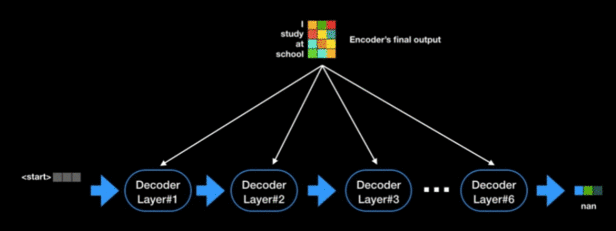 I
study
at
school
Encoder's final output
<start>
Decoder
Layer#1
Decoder
Layer#2
Decoder
Layer#3
...
Decoder
Layer#6
nan